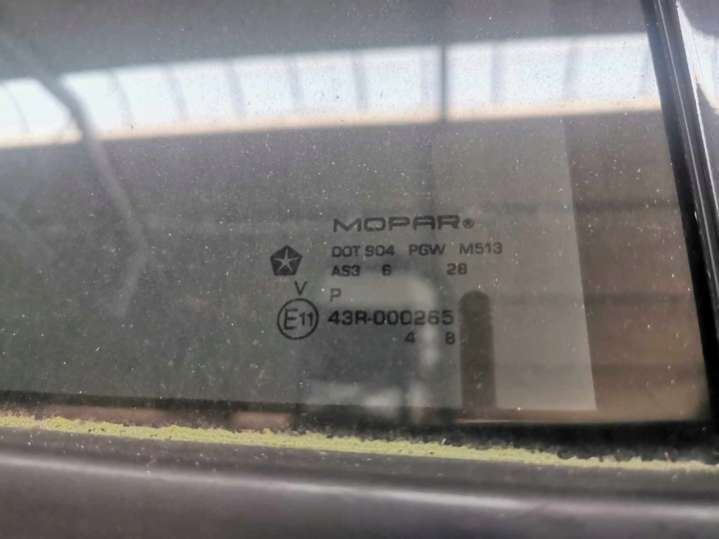 MOPAR®
DOT 904 PGW M513
AS3 6 28
V P
E11 43R-000265
4 8